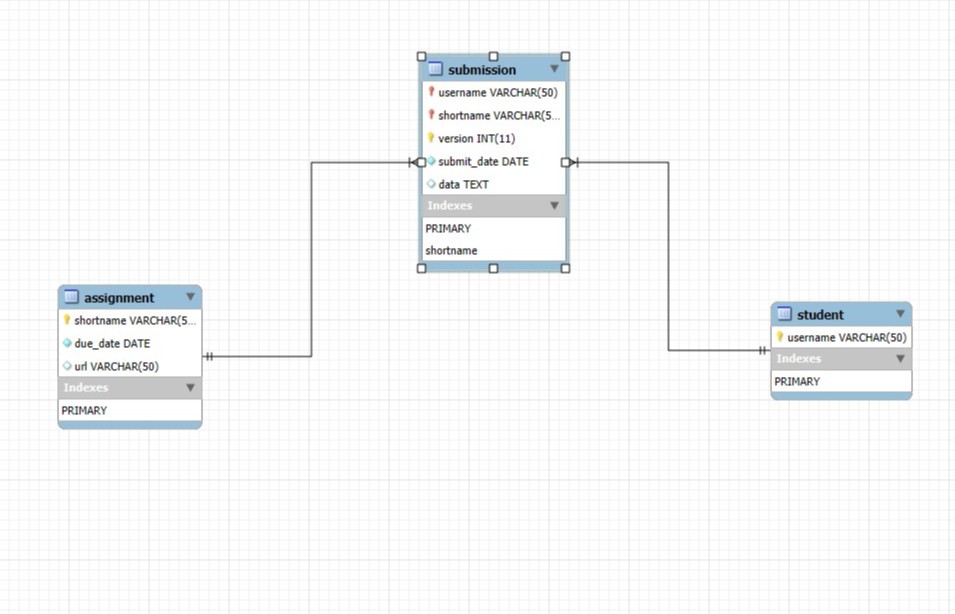 submission
username VARCHAR(50)
shortname VARCHAR(5...
version INT(11)
submit_date DATE
data TEXT
Indexes
PRIMARY
shortname
assignment
shortname VARCHAR(5...
due_date DATE
url VARCHAR(50)
Indexes
PRIMARY
student
username VARCHAR(50)
Indexes
PRIMARY